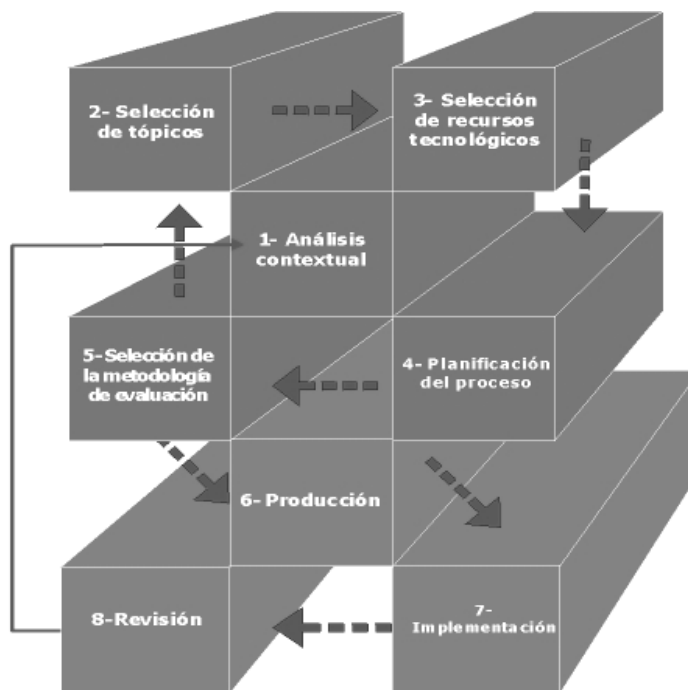 2- Selección
de tópicos
3- Selección
de recursos
tecnológicos
1- Análisis
contextual
5- Selección de
la metodología
de evaluación
4- Planificación
del proceso
6- Producción
8-Revisión
7-
Implementación